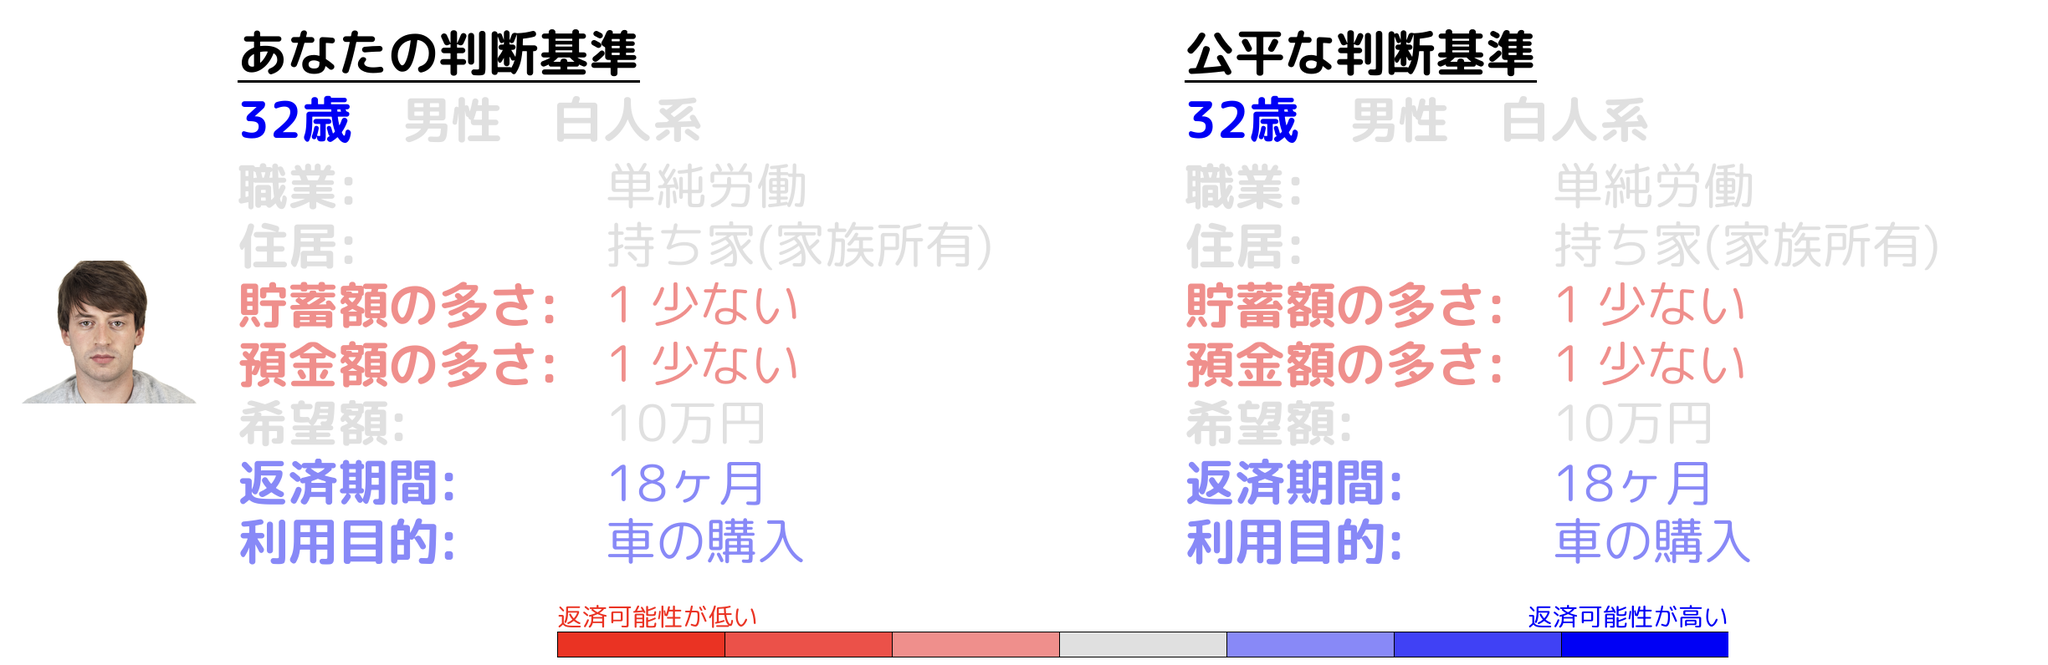 あなたの判断基準
32歳 男性 白人系
職業: 単純労働
住居: 持ち家(家族所有)
貯蓄額の多さ: 1 少ない
預金額の多さ: 1 少ない
希望額: 10万円
返済期間: 18ヶ月
利用目的: 車の購入
公平な判断基準
32歳 男性 白人系
職業: 単純労働
住居: 持ち家(家族所有)
貯蓄額の多さ: 1 少ない
預金額の多さ: 1 少ない
希望額: 10万円
返済期間: 18ヶ月
利用目的: 車の購入
返済可能性が低い
返済可能性が高い